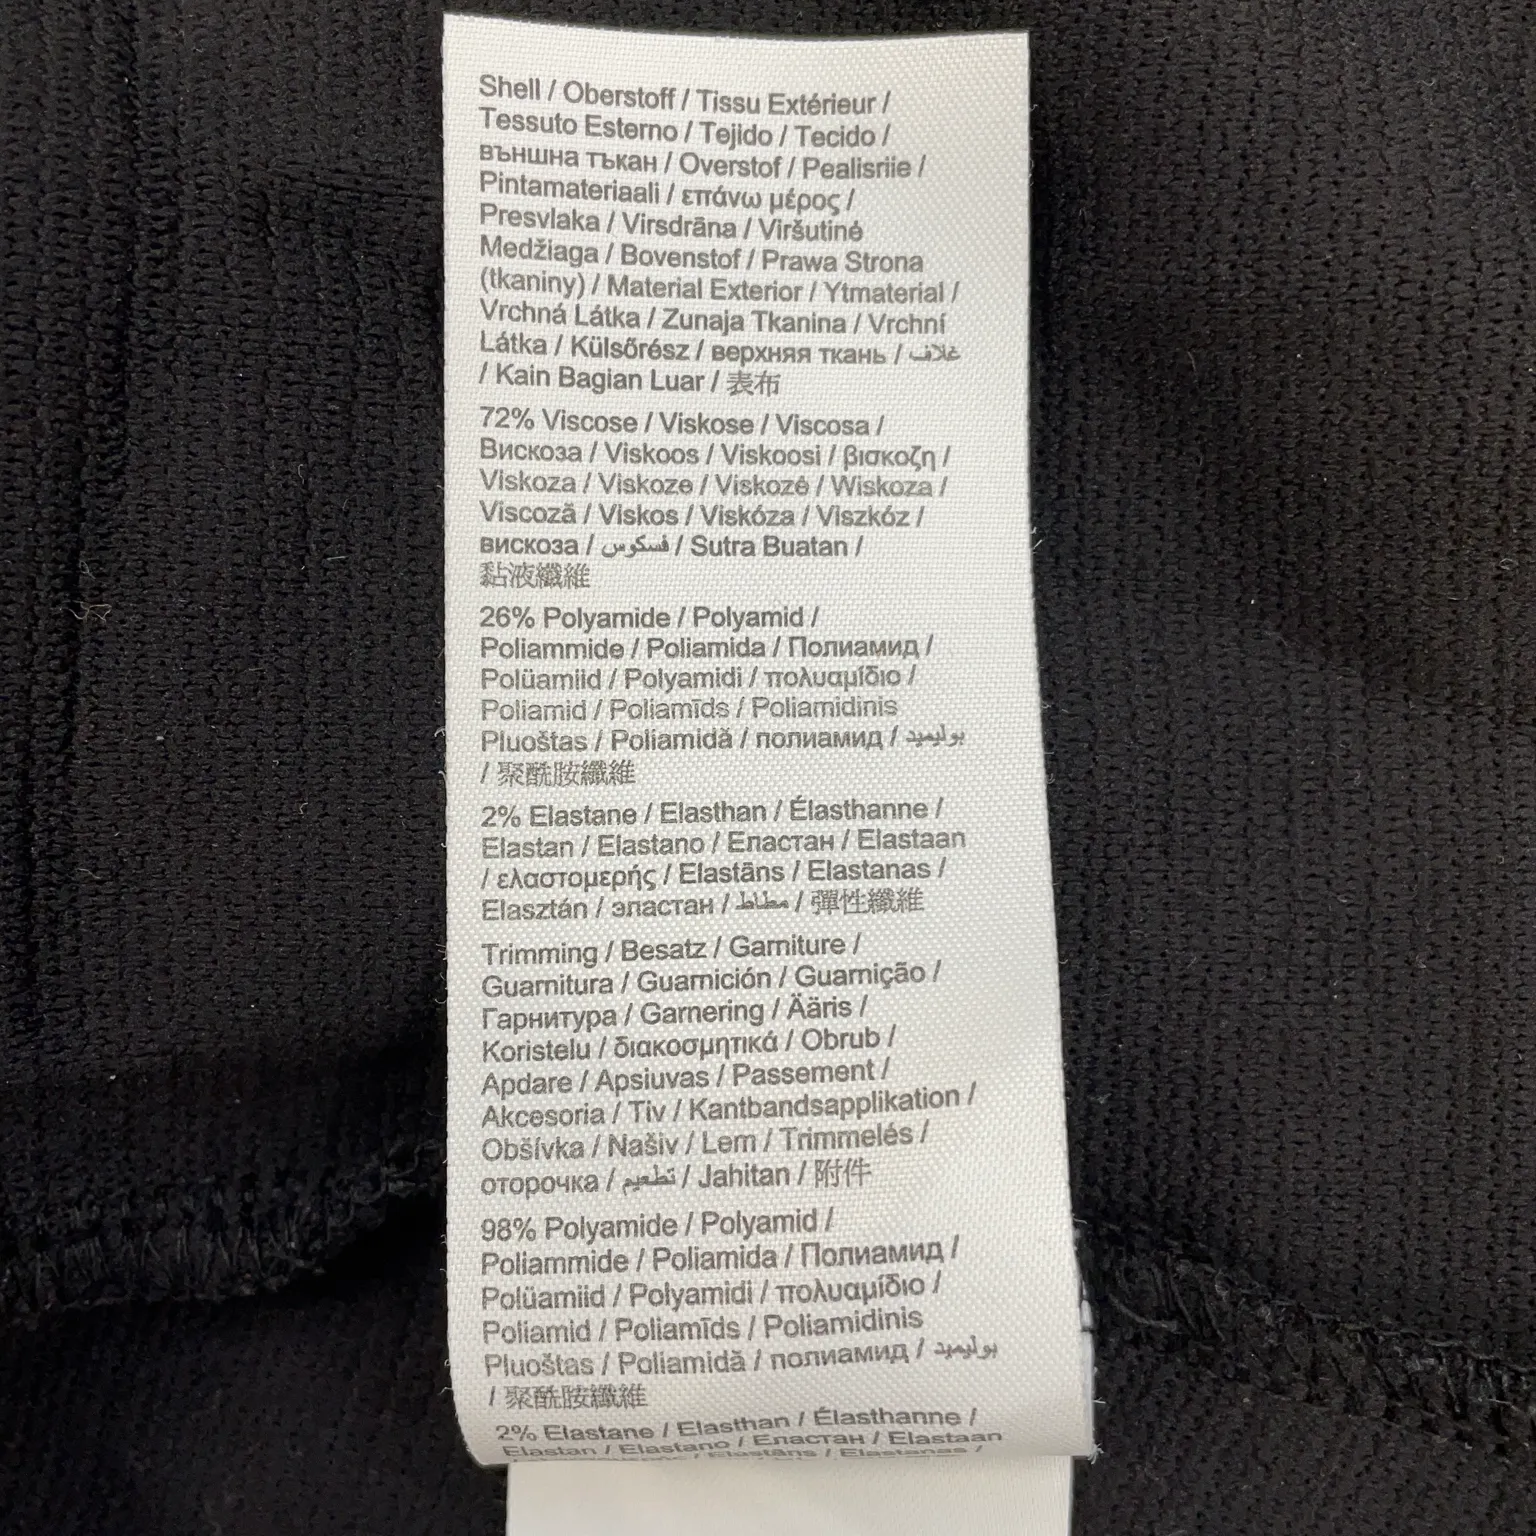 Shell / Oberstoff / Tissu Extérieur /
Tessuto Esterno / Tejido / Tecido /
външна тъкан / Overstof / Pealisriie /
Pintamateriaali / επάνω μέρος /
Presvlaka / Virsdrāna / Viršutinė
Medžiaga / Bovenstof / Prawa Strona
(tkaniny) / Material Exterior / Ytmaterial /
Vrchná Látka / Zunaja Tkanina / Vrchní
Látka / Külsőrész / верхняя ткань / غلاف
/ Kain Bagian Luar / 表布
72% Viscose / Viskose / Viscosa /
Вискоза / Viskoos / Viskoosi / βισκοζη /
Viskoza / Viskoze / Viskozė / Wiskoza /
Viscoză / Viskos / Viskóza / Viszkóz /
вискоза / فسكوس / Sutra Buatan /
黏液纖維
26% Polyamide / Polyamid /
Poliammide / Poliamida / Полиамид /
Polüamiid / Polyamidi / πολυαμίδιο /
Poliamid / Poliamīds / Poliamidinis
Pluoštas / Poliamidă / полиамид / بوليميد
/ 聚酰胺纖維
2% Elastane / Elasthan / Élasthanne /
Elastan / Elastano / Еластан / Elastaan
/ ελαστομερής / Elastāns / Elastanas /
Elasztán / эластан / مطاط / 彈性纖維
Trimming / Besatz / Garniture /
Guarnitura / Guarnición / Guarnição /
Гарнитура / Garnering / Ääris /
Koristelu / διακοσμητικά / Obrub /
Apdare / Apsiuvas / Passement /
Akcesoria / Tiv / Kantbandsapplikation /
Obšívka / Našiv / Lem / Trimmelés /
оторочка / تطعيم / Jahitan / 附件
98% Polyamide / Polyamid /
Poliammide / Poliamida / Полиамид /
Polüamiid / Polyamidi / πολυαμίδιο /
Poliamid / Poliamīds / Poliamidinis
Pluoštas / Poliamidă / полиамид / بوليميد
/ 聚酰胺纖維
2% Elastane / Elasthan / Élasthanne /
Elastan / Elastano / Еластан / Elastaan
/ Elastāns / Elastanas /